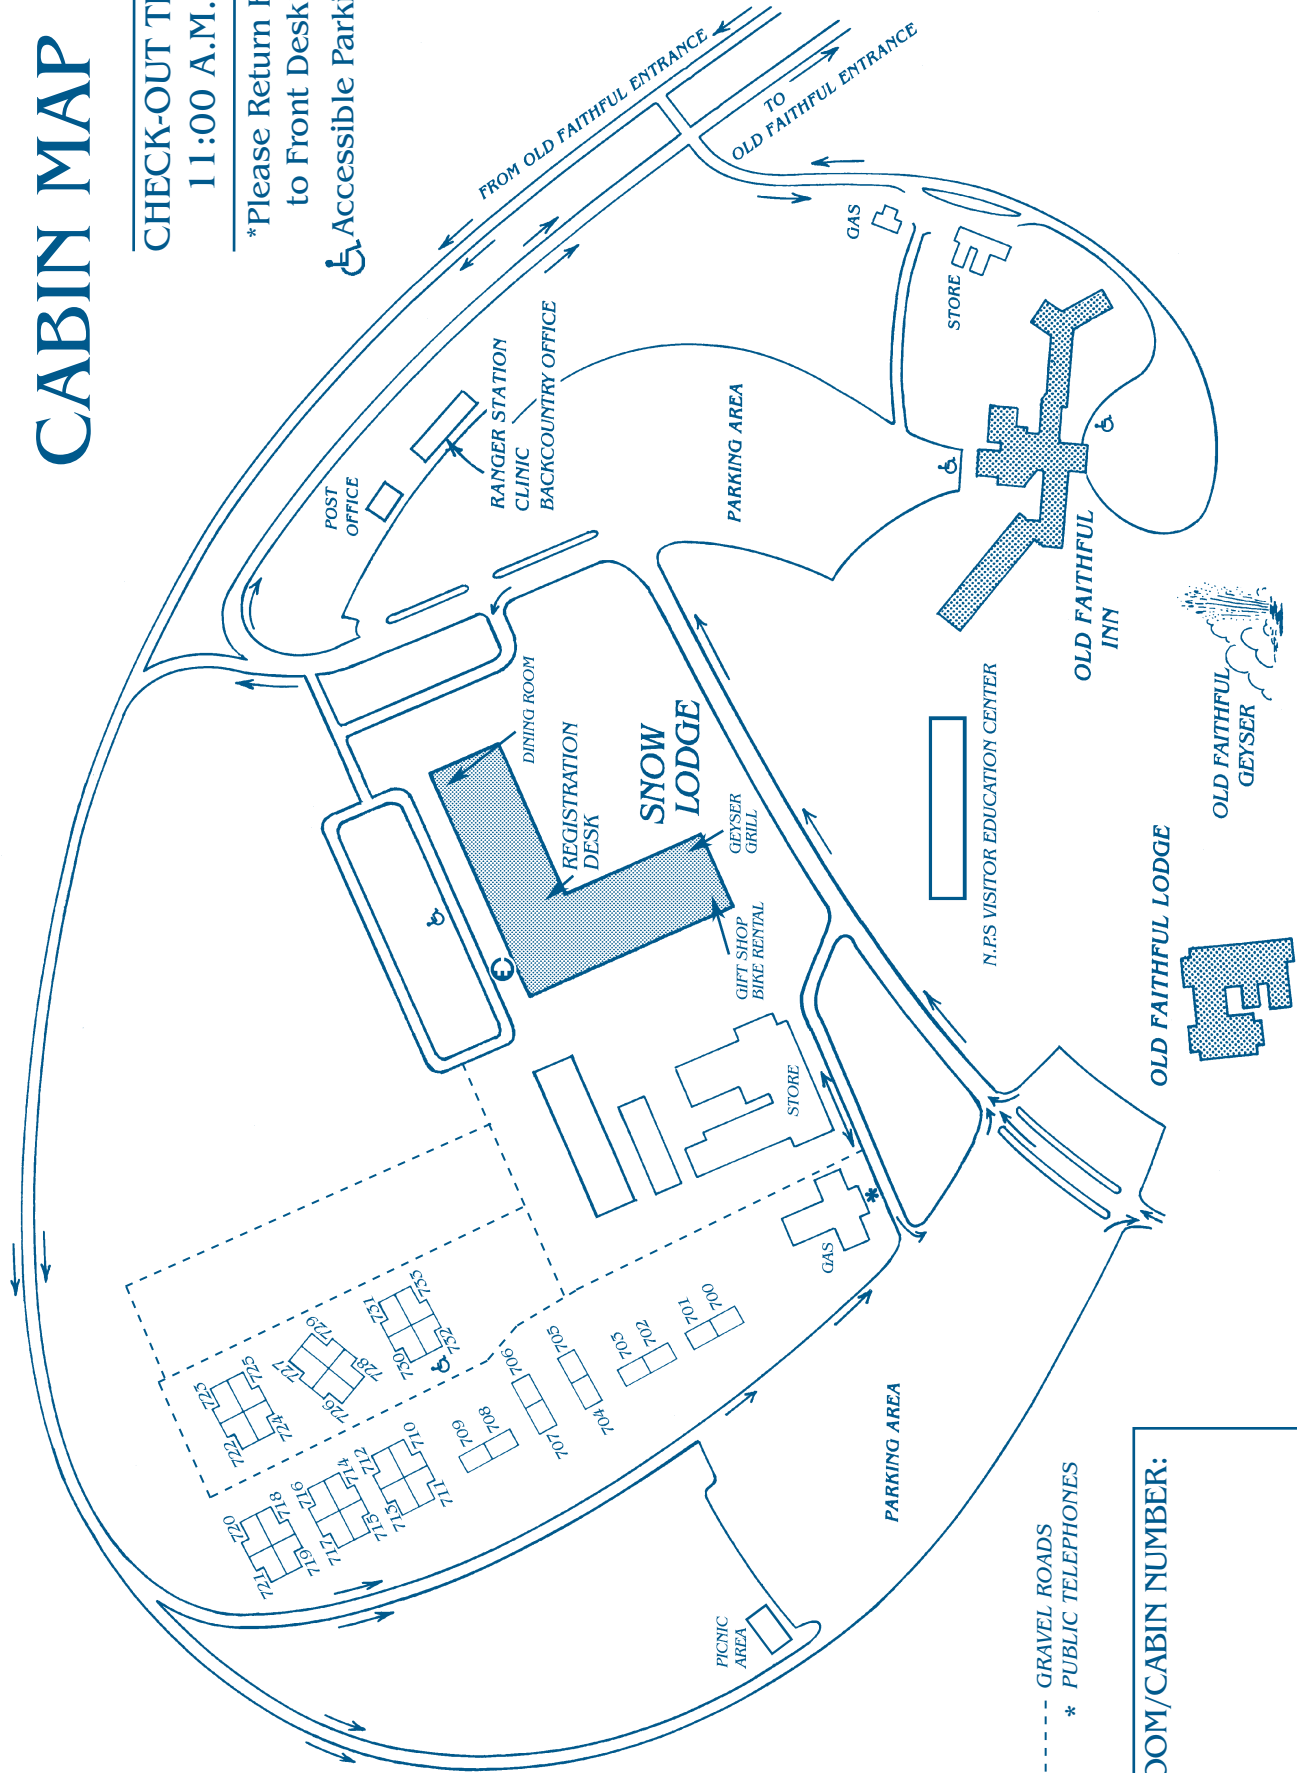 CABIN MAP
CHECK-OUT
11:00 A.M.
*Please Return
to Front Desk
Accessible
FROM OLD FAITHFUL ENTRANCE
TO
OLD FAITHFUL ENTRANCE
GAS
STORE
RANGER STATION
CLINIC
BACKCOUNTRY OFFICE
POST
OFFICE
PARKING AREA
OLD FAITHFUL
INN
OLD FAITHFUL
GEYSER
DINING ROOM
REGISTRATION
DESK
SNOW
LODGE
GEYSER
GRILL
GIFT SHOP
BIKE RENTAL
N.P.S VISITOR EDUCATION CENTER
OLD FAITHFUL LODGE
STORE
GAS
*
733
731
732
730
729
727
728
726
725
723
724
722
700
701
702
703
705
704
706
707
708
709
710
712
711
713
714
716
715
717
718
720
719
721
PARKING AREA
PICNIC
AREA
GRAVEL ROADS
* PUBLIC TELEPHONES
NUMBER: